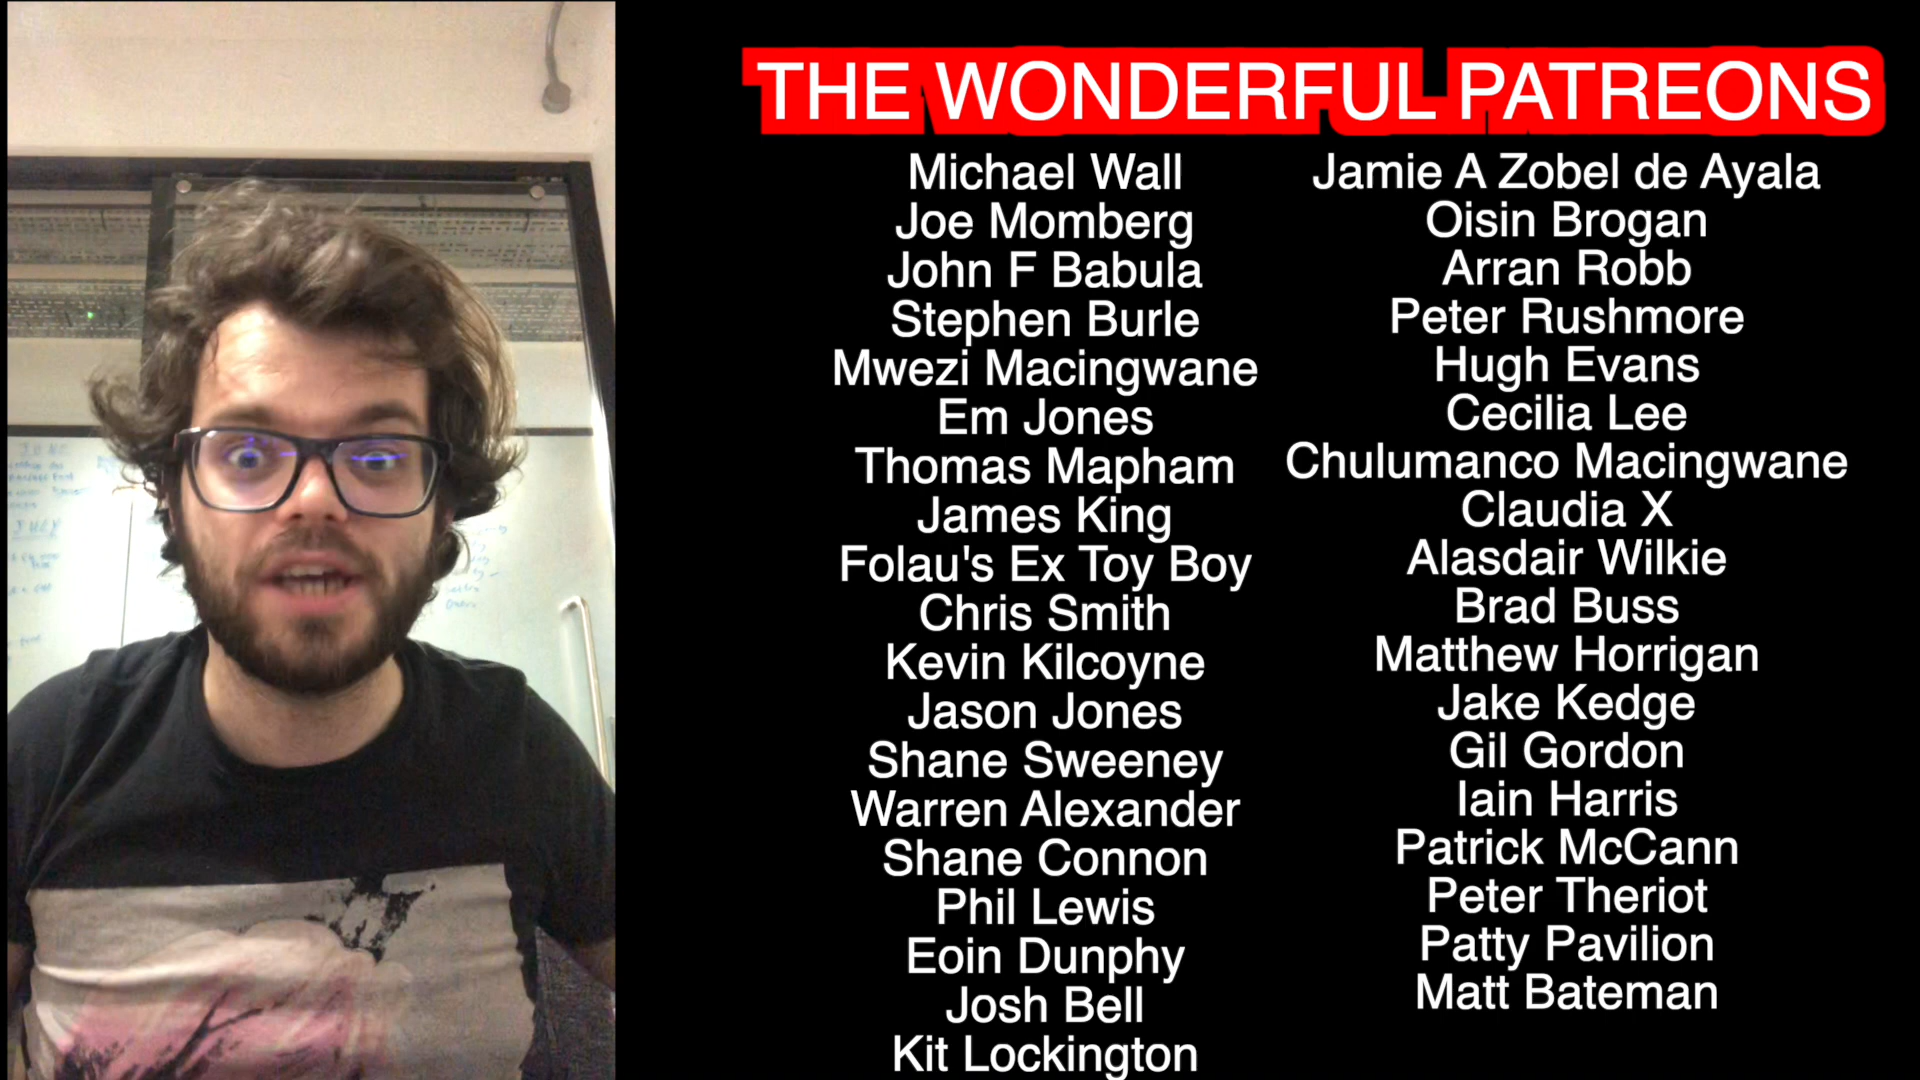 THE WONDERFUL PATREONS
Michael Wall
Joe Momberg
John F Babula
Stephen Burle
Mwezi Macingwane
Em Jones
Thomas Mapham
James King
Folau's Ex Toy Boy
Chris Smith
Kevin Kilcoyne
Jason Jones
Shane Sweeney
Warren Alexander
Shane Connon
Phil Lewis
Eoin Dunphy
Josh Bell
Kit Lockington
Jamie A Zobel de Ayala
Oisin Brogan
Arran Robb
Peter Rushmore
Hugh Evans
Cecilia Lee
Chulumanco Macingwane
Claudia X
Alasdair Wilkie
Brad Buss
Matthew Horrigan
Jake Kedge
Gil Gordon
Iain Harris
Patrick McCann
Peter Theriot
Patty Pavilion
Matt Bateman
JUNE
JULY